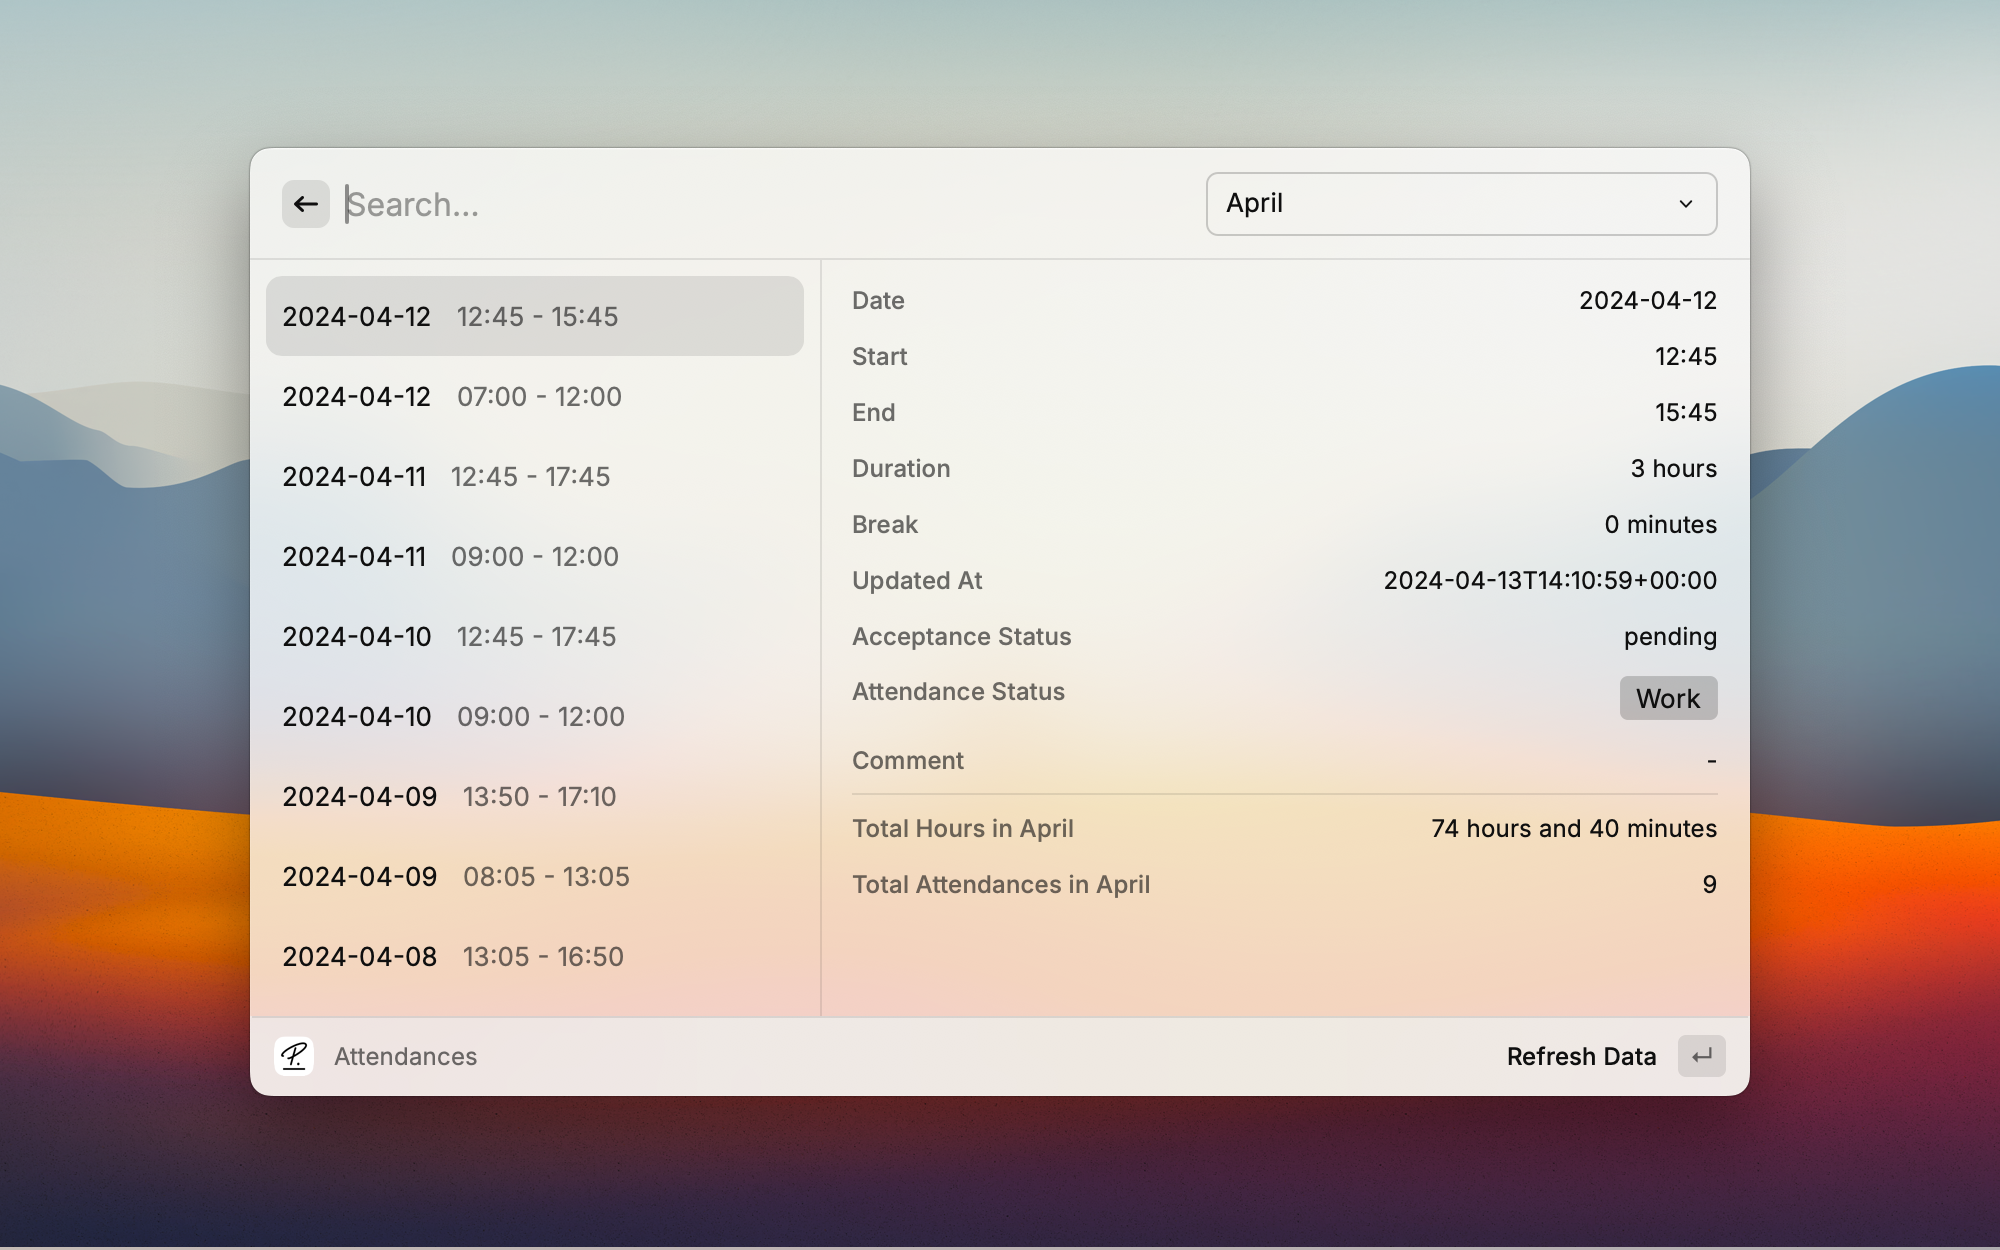 Search...
April
2024-04-12 12:45 - 15:45
2024-04-12 07:00 - 12:00
2024-04-11 12:45 - 17:45
2024-04-11 09:00 - 12:00
2024-04-10 12:45 - 17:45
2024-04-10 09:00 - 12:00
2024-04-09 13:50 - 17:10
2024-04-09 08:05 - 13:05
2024-04-08 13:05 - 16:50
Date 2024-04-12
Start 12:45
End 15:45
Duration 3 hours
Break 0 minutes
Updated At 2024-04-13T14:10:59+00:00
Acceptance Status pending
Attendance Status Work
Comment -
Total Hours in April 74 hours and 40 minutes
Total Attendances in April 9
P.
Attendances
Refresh Data